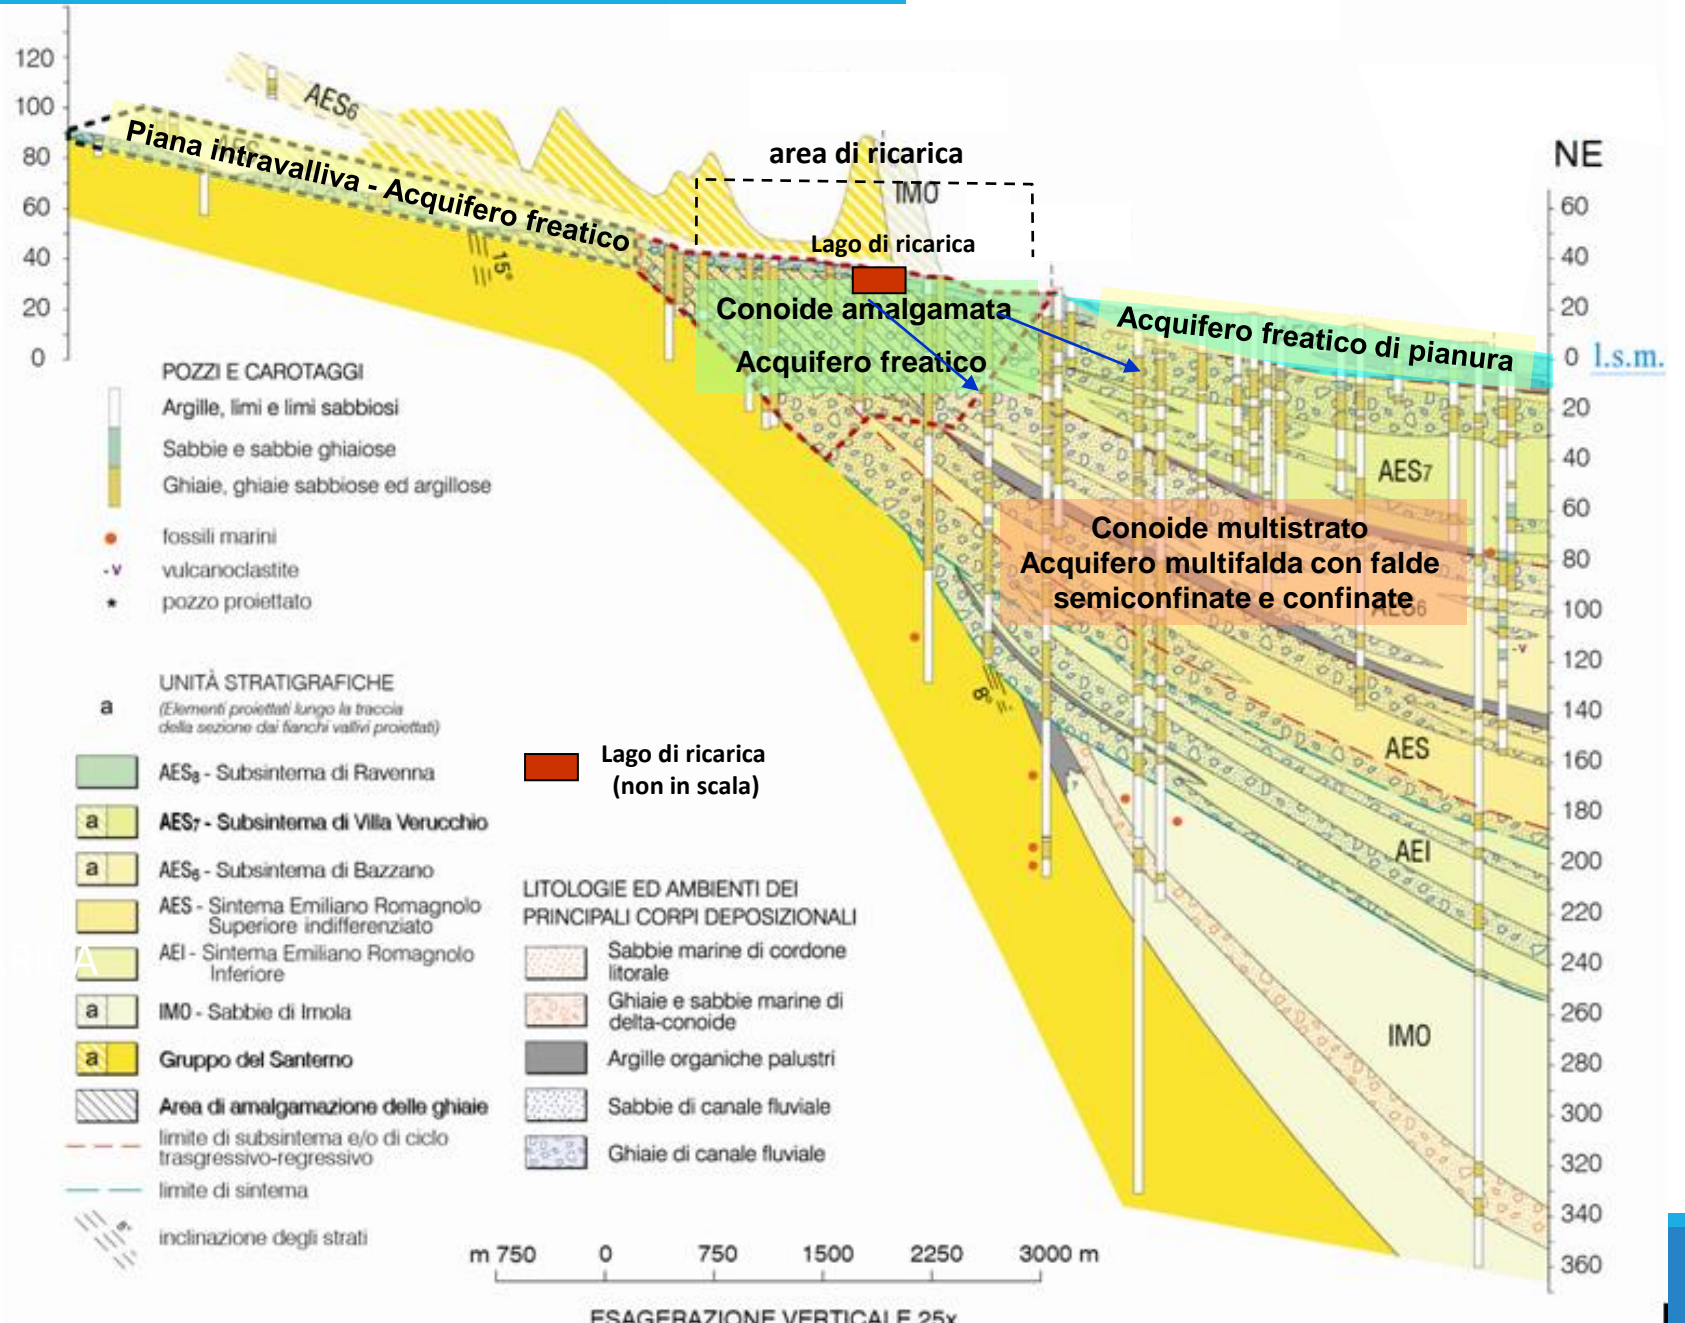 120
100
80
60
40
20
0
AES6
Piana intravalliva - Acquifero freatico
15°
area di ricarica
IMO
Lago di ricarica
Conoide amalgamata
Acquifero freatico
NE
Acquifero freatico di pianura
60
40
20
0 l.s.m.
20
40
60
80
100
120
140
160
180
200
220
240
260
280
300
320
340
360
AES7
Conoide multistrato
Acquifero multifalda con falde
semiconfinate e confinate
AES6
-v
8°
AES
AEI
IMO
POZZI E CAROTAGGI
Argille, limi e limi sabbiosi
Sabbie e sabbie ghiaiose
Ghiaie, ghiaie sabbiose ed argillose
fossili marini
-v vulcanoclastite
* pozzo proiettato
UNITÀ STRATIGRAFICHE
a (Elementi proiettati lungo la traccia
della sezione dai fianchi vallivi proiettati)
AES8 - Subsintema di Ravenna
a AES7 - Subsintema di Villa Verucchio
a AES6 - Subsintema di Bazzano
AES - Sintema Emiliano Romagnolo
Superiore indifferenziato
AEI - Sintema Emiliano Romagnolo
Inferiore
a IMO - Sabbie di Imola
a Gruppo del Santerno
Area di amalgamazione delle ghiaie
limite di subsintema e/o di ciclo
trasgressivo-regressivo
limite di sintema
8° inclinazione degli strati
Lago di ricarica
(non in scala)
LITOLOGIE ED AMBIENTI DEI
PRINCIPALI CORPI DEPOSIZIONALI
Sabbie marine di cordone
litorale
Ghiaie e sabbie marine di
delta-conoide
Argille organiche palustri
Sabbie di canale fluviale
Ghiaie di canale fluviale
m 750 0 750 1500 2250 3000 m
ESAGERAZIONE VERTICALE 25x